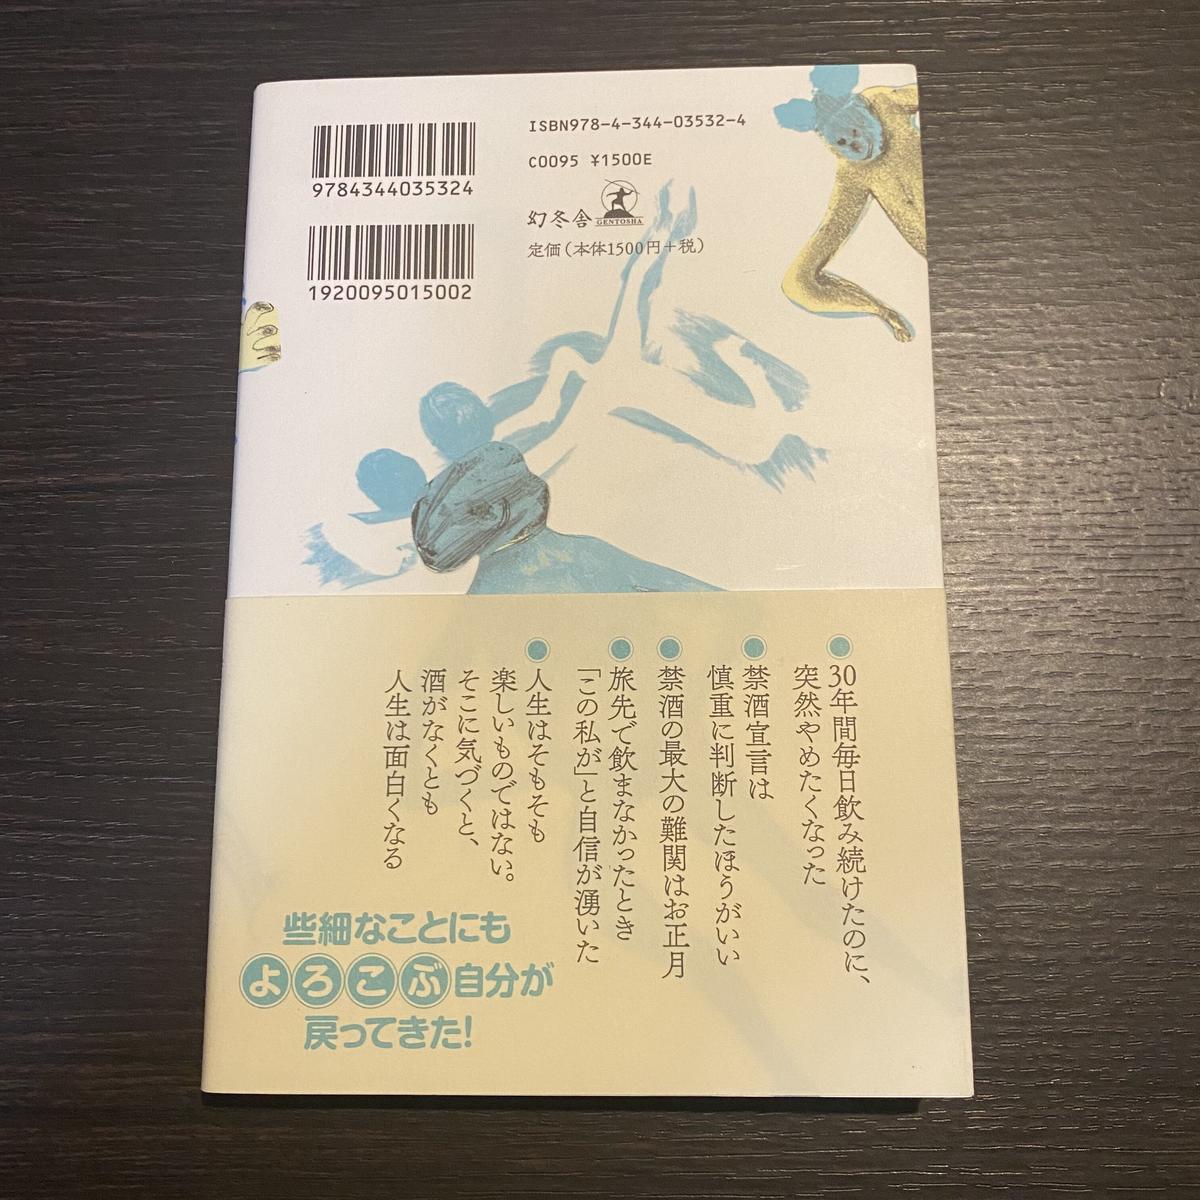 ISBN978-4-344-03532-4
C0095 ¥1500E
9784344035324
幻冬舎
GENTOSHA
定価（本体1500円＋税）
1920095015002
30年間毎日飲み続けたのに、
突然やめたくなった
禁酒宣言は
慎重に判断したほうがいい
禁酒の最大の難関はお正月
旅先で飲まなかったとき
「この私が」と自信が湧いた
人生はそもそも
楽しいものではない。
そこに気づくと、
酒がなくとも
人生は面白くなる
些細なことにも
よろこぶ自分が
戻ってきた！